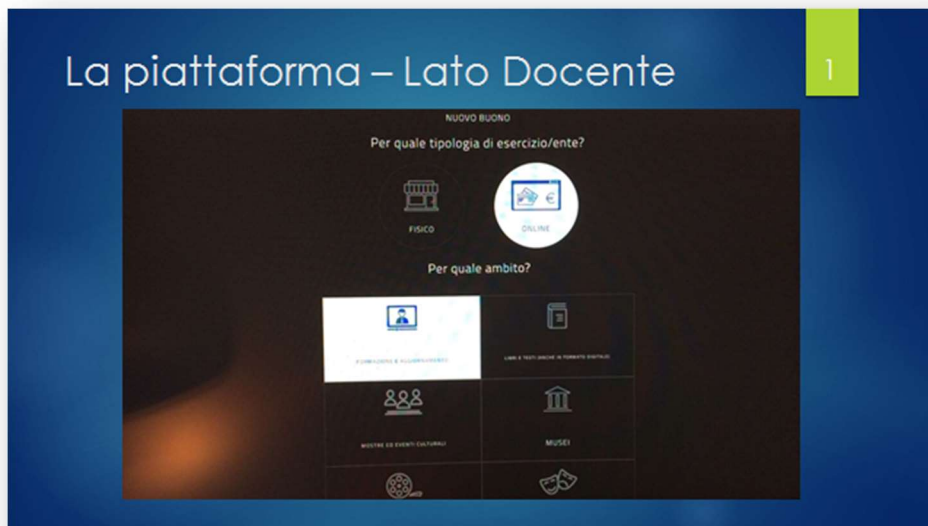 La piattaforma – Lato Docente
1
NUOVO BUONO
Per quale tipologia di esercizio/ente?
FISICO
ONLINE
Per quale ambito?
FORMAZIONE E AGGIORNAMENTO
LIBRI E TESTI (ANCHE IN FORMATO DIGITALE)
MOSTRE ED EVENTI CULTURALI
MUSEI